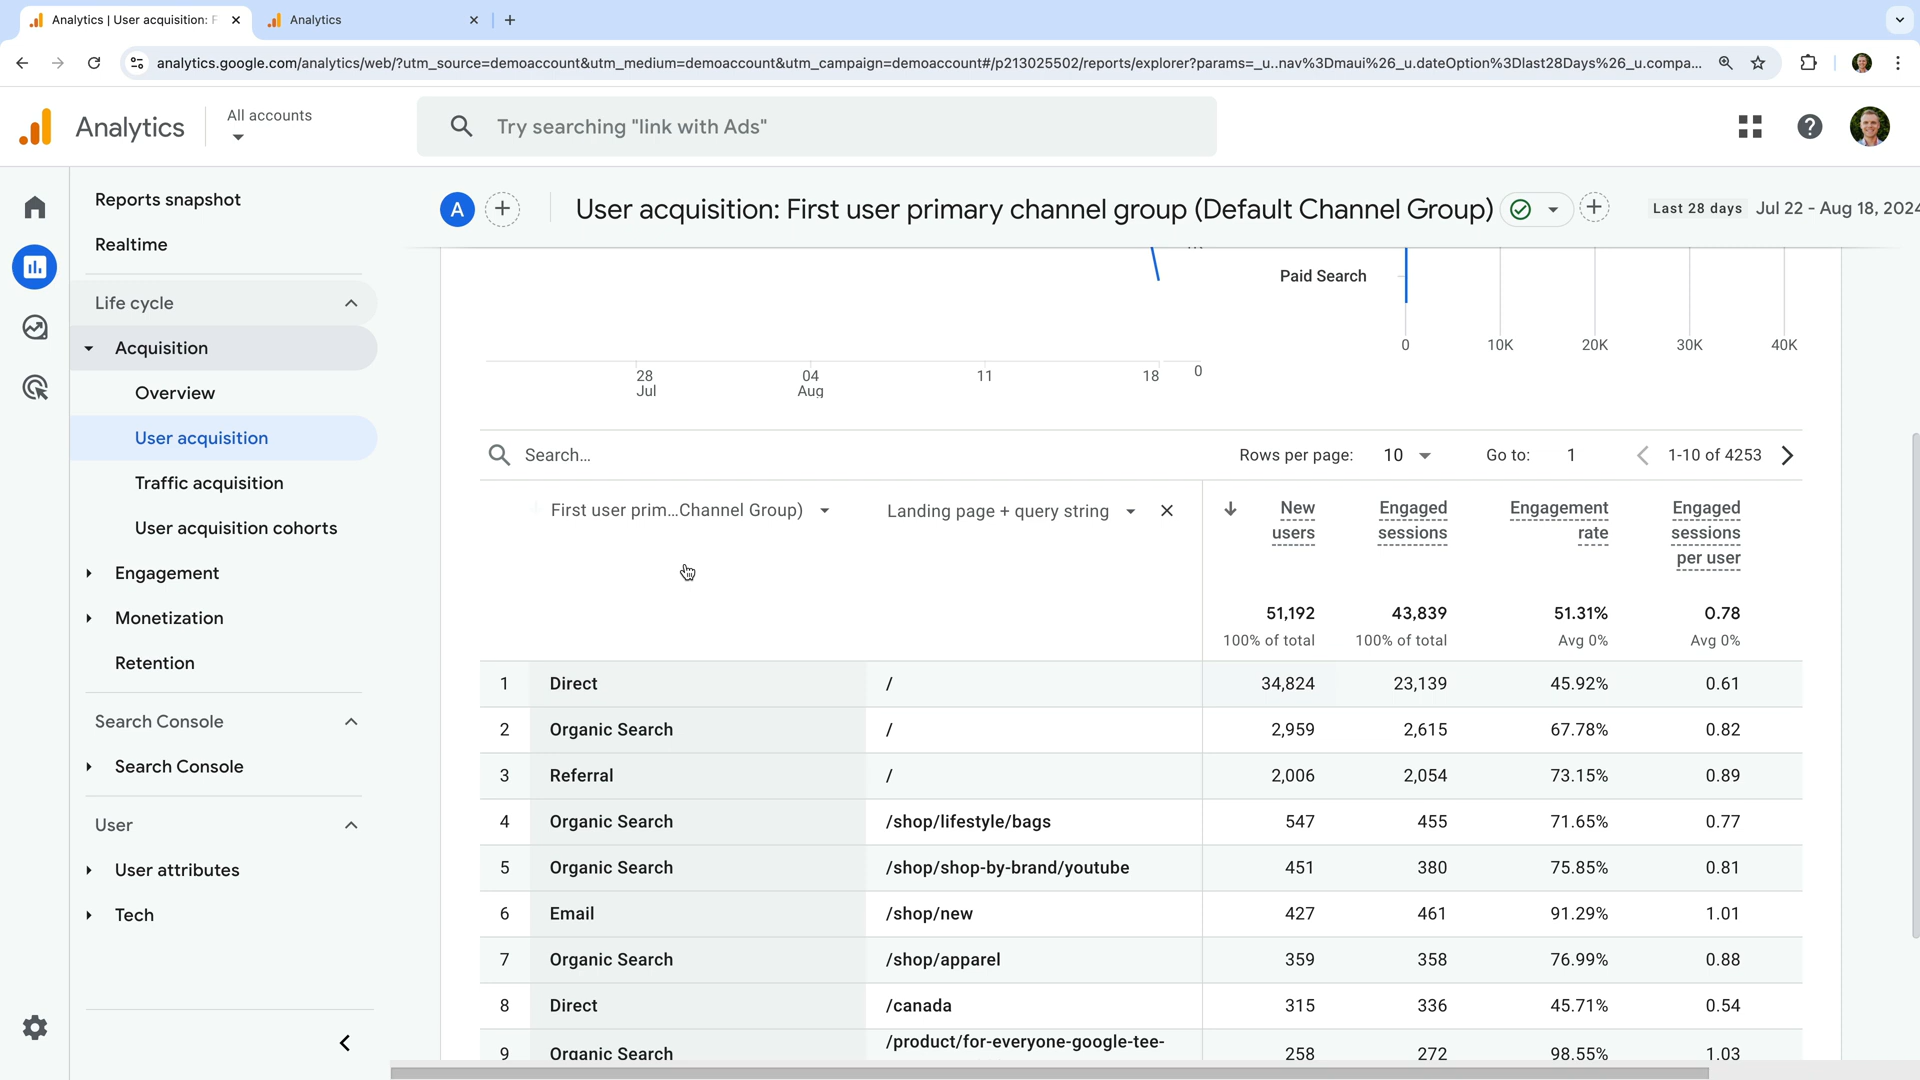 Analytics | User acquisition: F
Analytics
analytics.google.com/analytics/web/?utm_source=demoaccount&utm_medium=demoaccount&utm_campaign=demoaccount#/p213025502/reports/explorer?params=_u..nav%3Dmaui%26_u.dateOption%3Dlast28Days%26_u.compa...
Analytics
All accounts
Try searching "link with Ads"
Reports snapshot
Realtime
Life cycle
Acquisition
Overview
User acquisition
Traffic acquisition
User acquisition cohorts
Engagement
Monetization
Retention
Search Console
Search Console
User
User attributes
Tech
A
User acquisition: First user primary channel group (Default Channel Group)
Last 28 days Jul 22 - Aug 18, 2024
Paid Search
0 10K 20K 30K 40K
28 Jul
04 Aug
11
18
0
Search...
Rows per page: 10
Go to: 1
1-10 of 4253
First user prim...Channel Group)
Landing page + query string
New users
Engaged sessions
Engagement rate
Engaged sessions per user
51,192 43,839 51.31% 0.78
100% of total 100% of total Avg 0% Avg 0%
1 Direct / 34,824 23,139 45.92% 0.61
2 Organic Search / 2,959 2,615 67.78% 0.82
3 Referral / 2,006 2,054 73.15% 0.89
4 Organic Search /shop/lifestyle/bags 547 455 71.65% 0.77
5 Organic Search /shop/shop-by-brand/youtube 451 380 75.85% 0.81
6 Email /shop/new 427 461 91.29% 1.01
7 Organic Search /shop/apparel 359 358 76.99% 0.88
8 Direct /canada 315 336 45.71% 0.54
9 Organic Search /product/for-everyone-google-tee- 258 272 98.55% 1.03